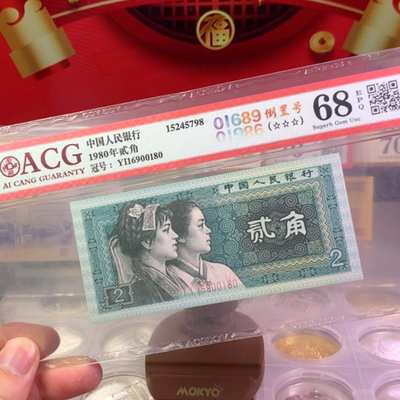 福
ACG
AI CANG GUARANTY
中国人民银行
1980年贰角
冠号: YJ16900180
15245798
01689 倒置号
01986 (☆☆☆)
68 EPQ
Superb Gem Unc
70
中国人民银行
贰角
2
2
MOKYO